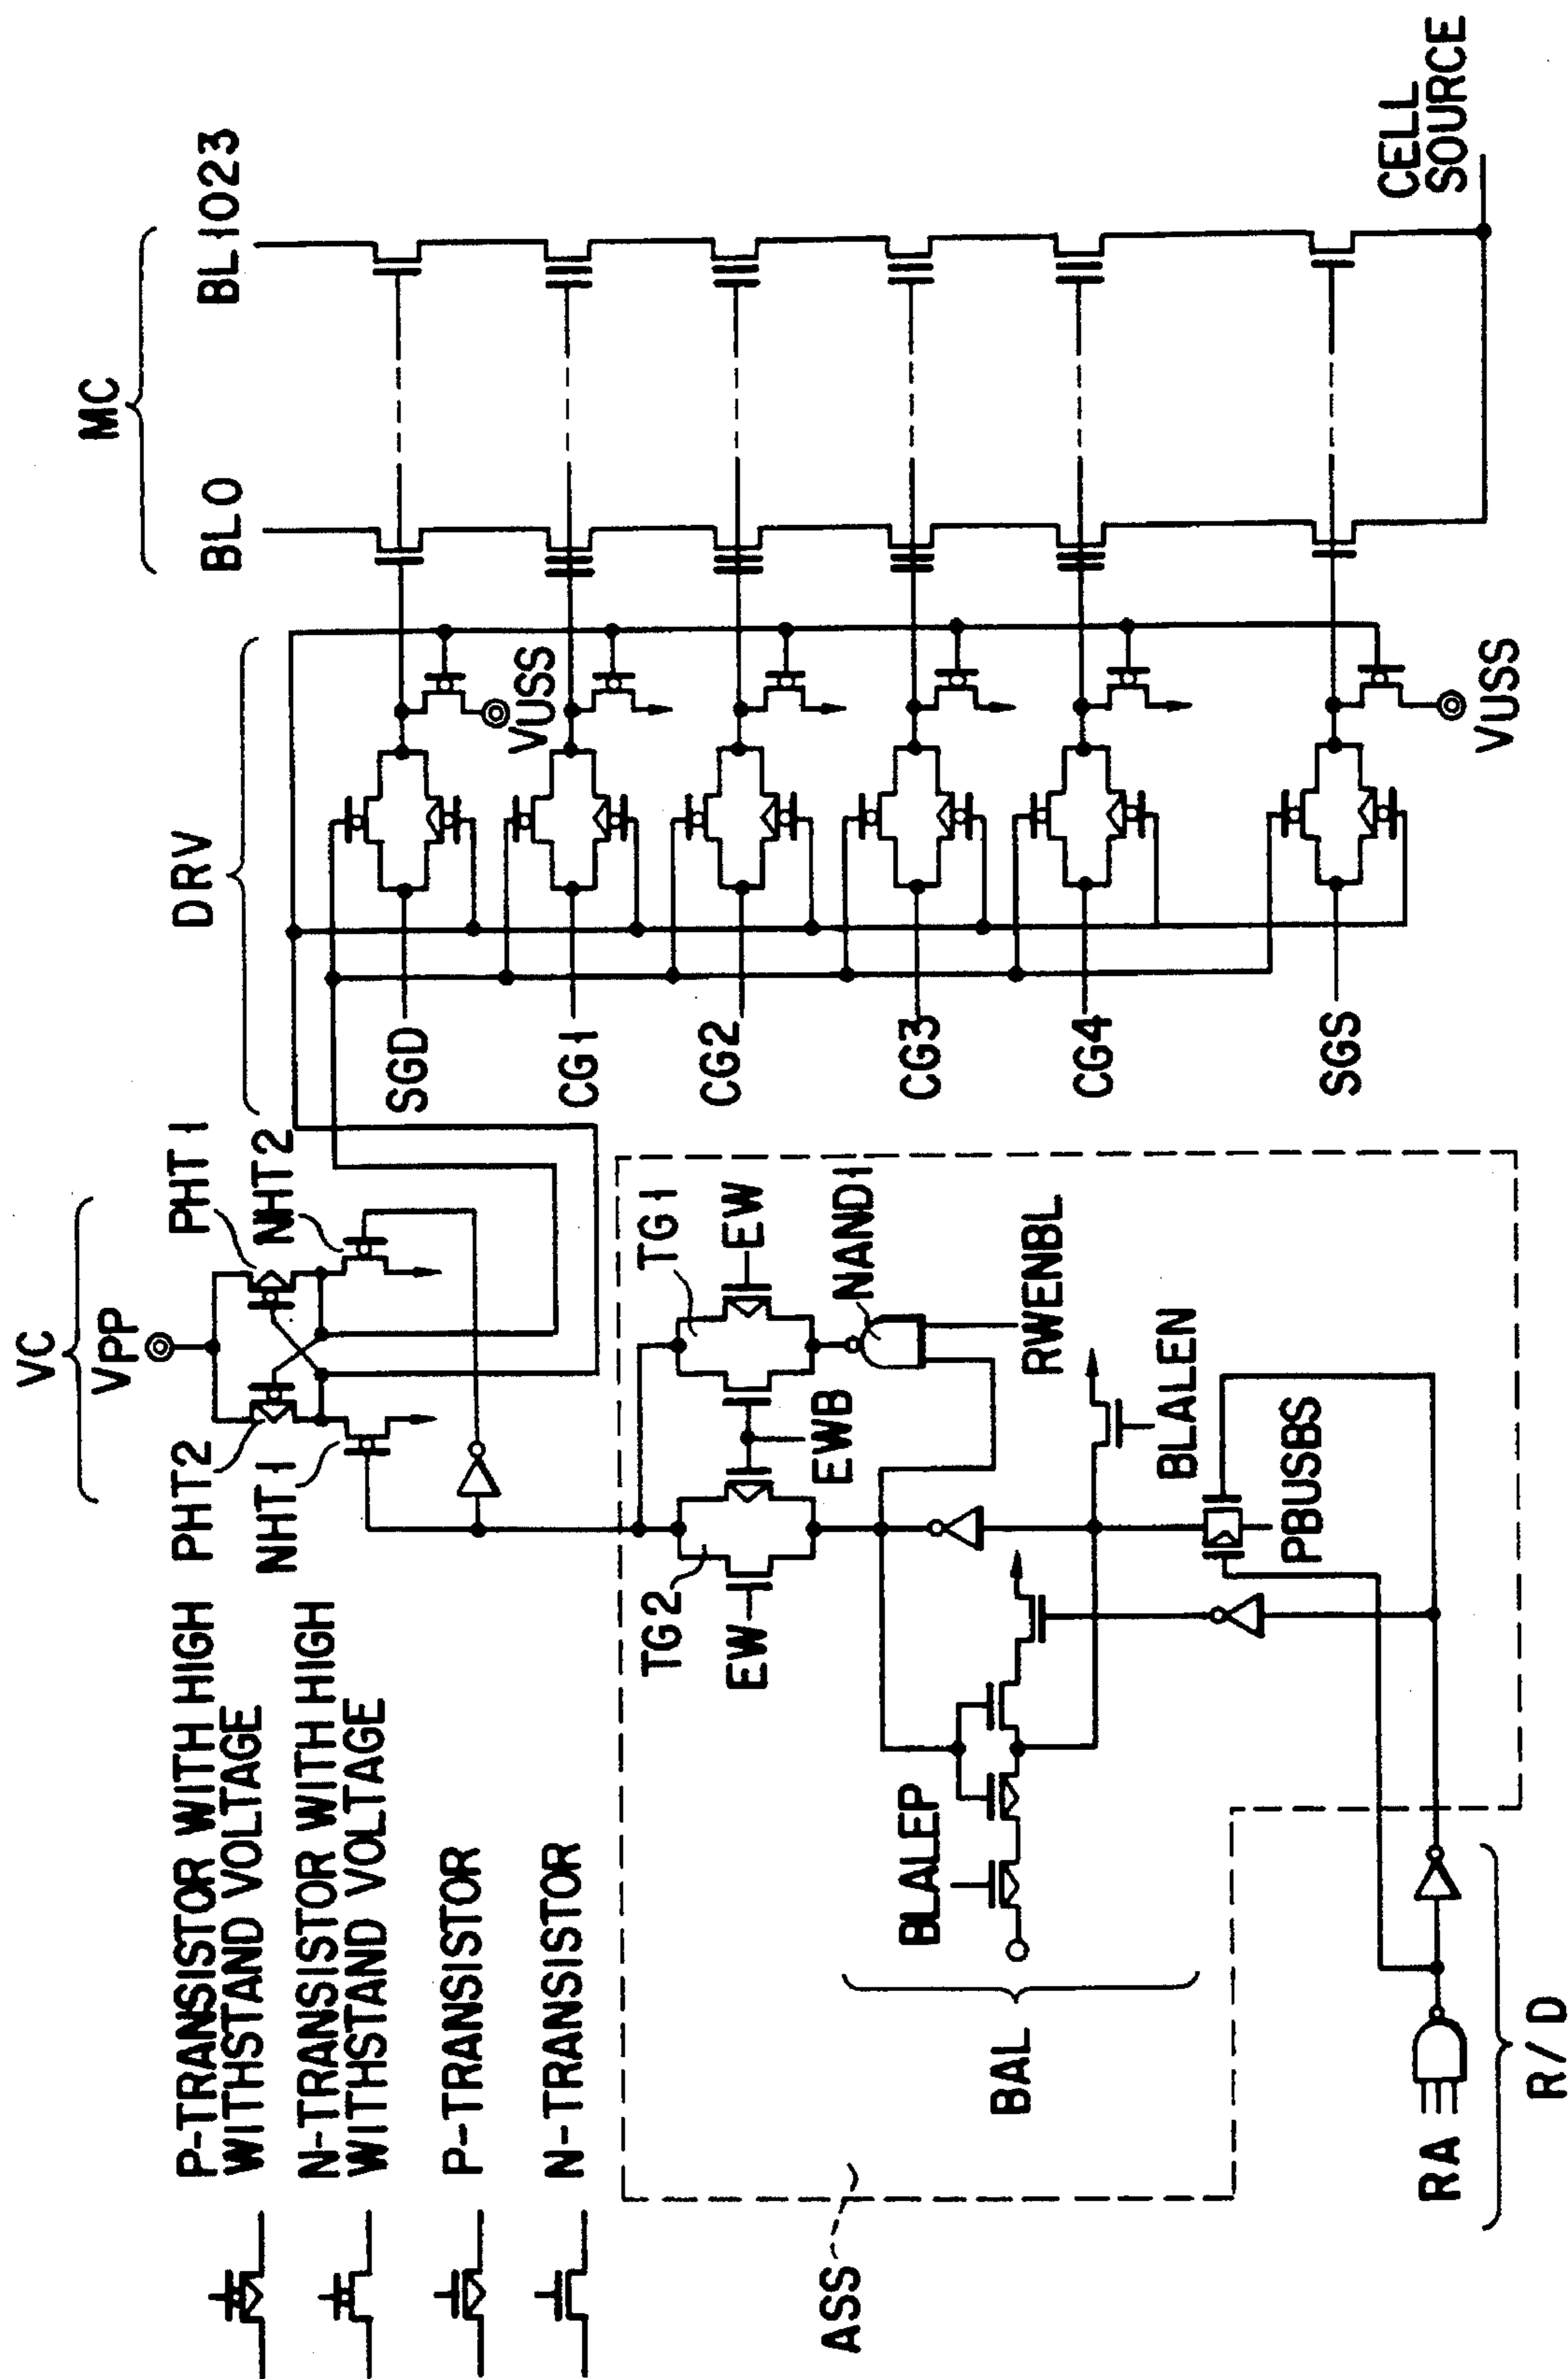 P-TRANSISTOR WITH HIGH
WITHSTAND VOLTAGE
N-TRANSISTOR WITH HIGH
WITHSTAND VOLTAGE
P-TRANSISTOR
N-TRANSISTOR
VC
VPP
PHT2
PHT1
NHT1
NHT2
DRV
MC
BL0
BL1023
SGD
CG1
CG2
CG3
CG4
SGS
VUSS
VUSS
CELL
SOURCE
TG2
TG1
EW
EWB
EW
NAND1
RWENBL
BLALEP
BLALEN
PBUSBS
BAL
ASS
RA
R/D